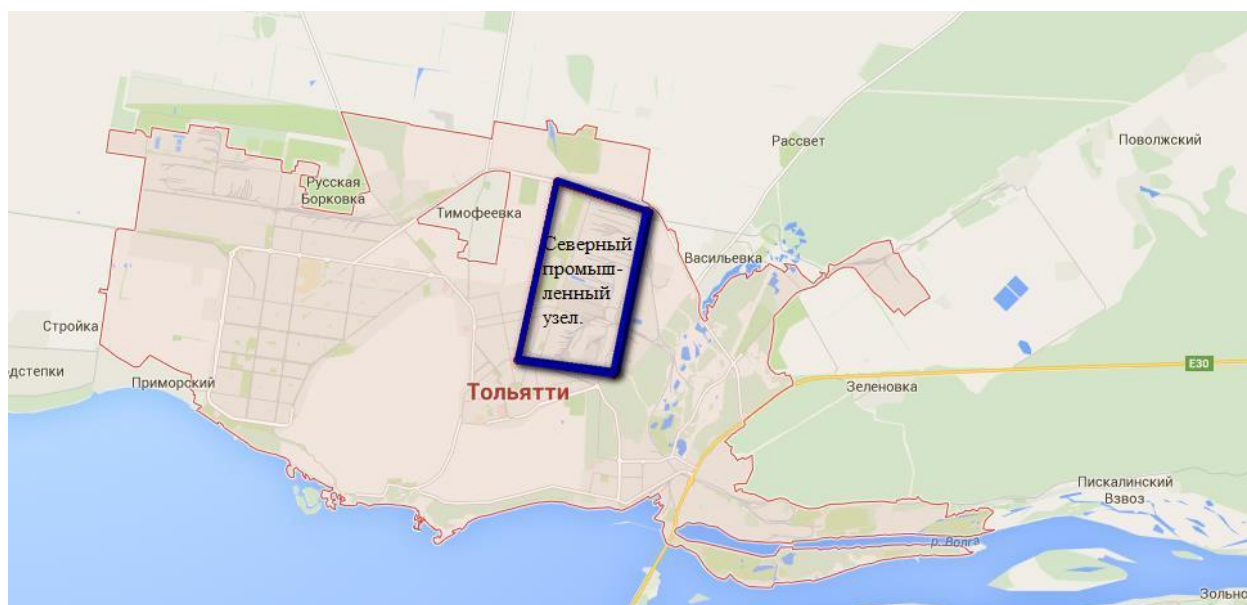 Рассвет
Поволжский
Русская
Борковка
Тимофеевка
Северный
промыш-
ленный
узел.
Васильевка
Стройка
дстепки
Приморский
Тольятти
E30
Зеленовка
Пискалинский
Взвоз
р. Волга
Зольно